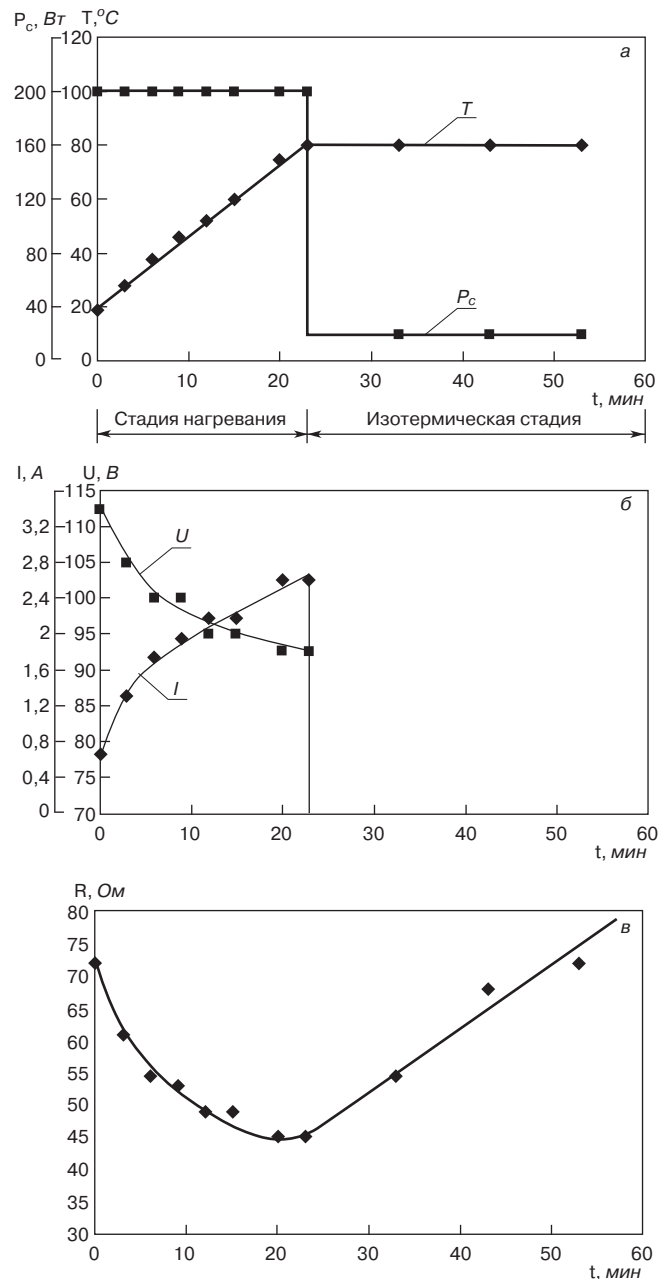 P_c, Вт T, °C
а
120
200 100
160 80
120 60
80 40
40 20
0 0
T
P_c
0 10 20 30 40 50 60
t, мин
Стадия нагревания Изотермическая стадия
I, A U, B
б
115
3,2 110
2,8 105
2,4 100
2 95
1,6 90
1,2 85
0,8 80
0,4 75
0 70
U
I
0 10 20 30 40 50 60
t, мин
R, Ом
в
80
75
70
65
60
55
50
45
40
35
30
0 10 20 30 40 50 60
t, мин